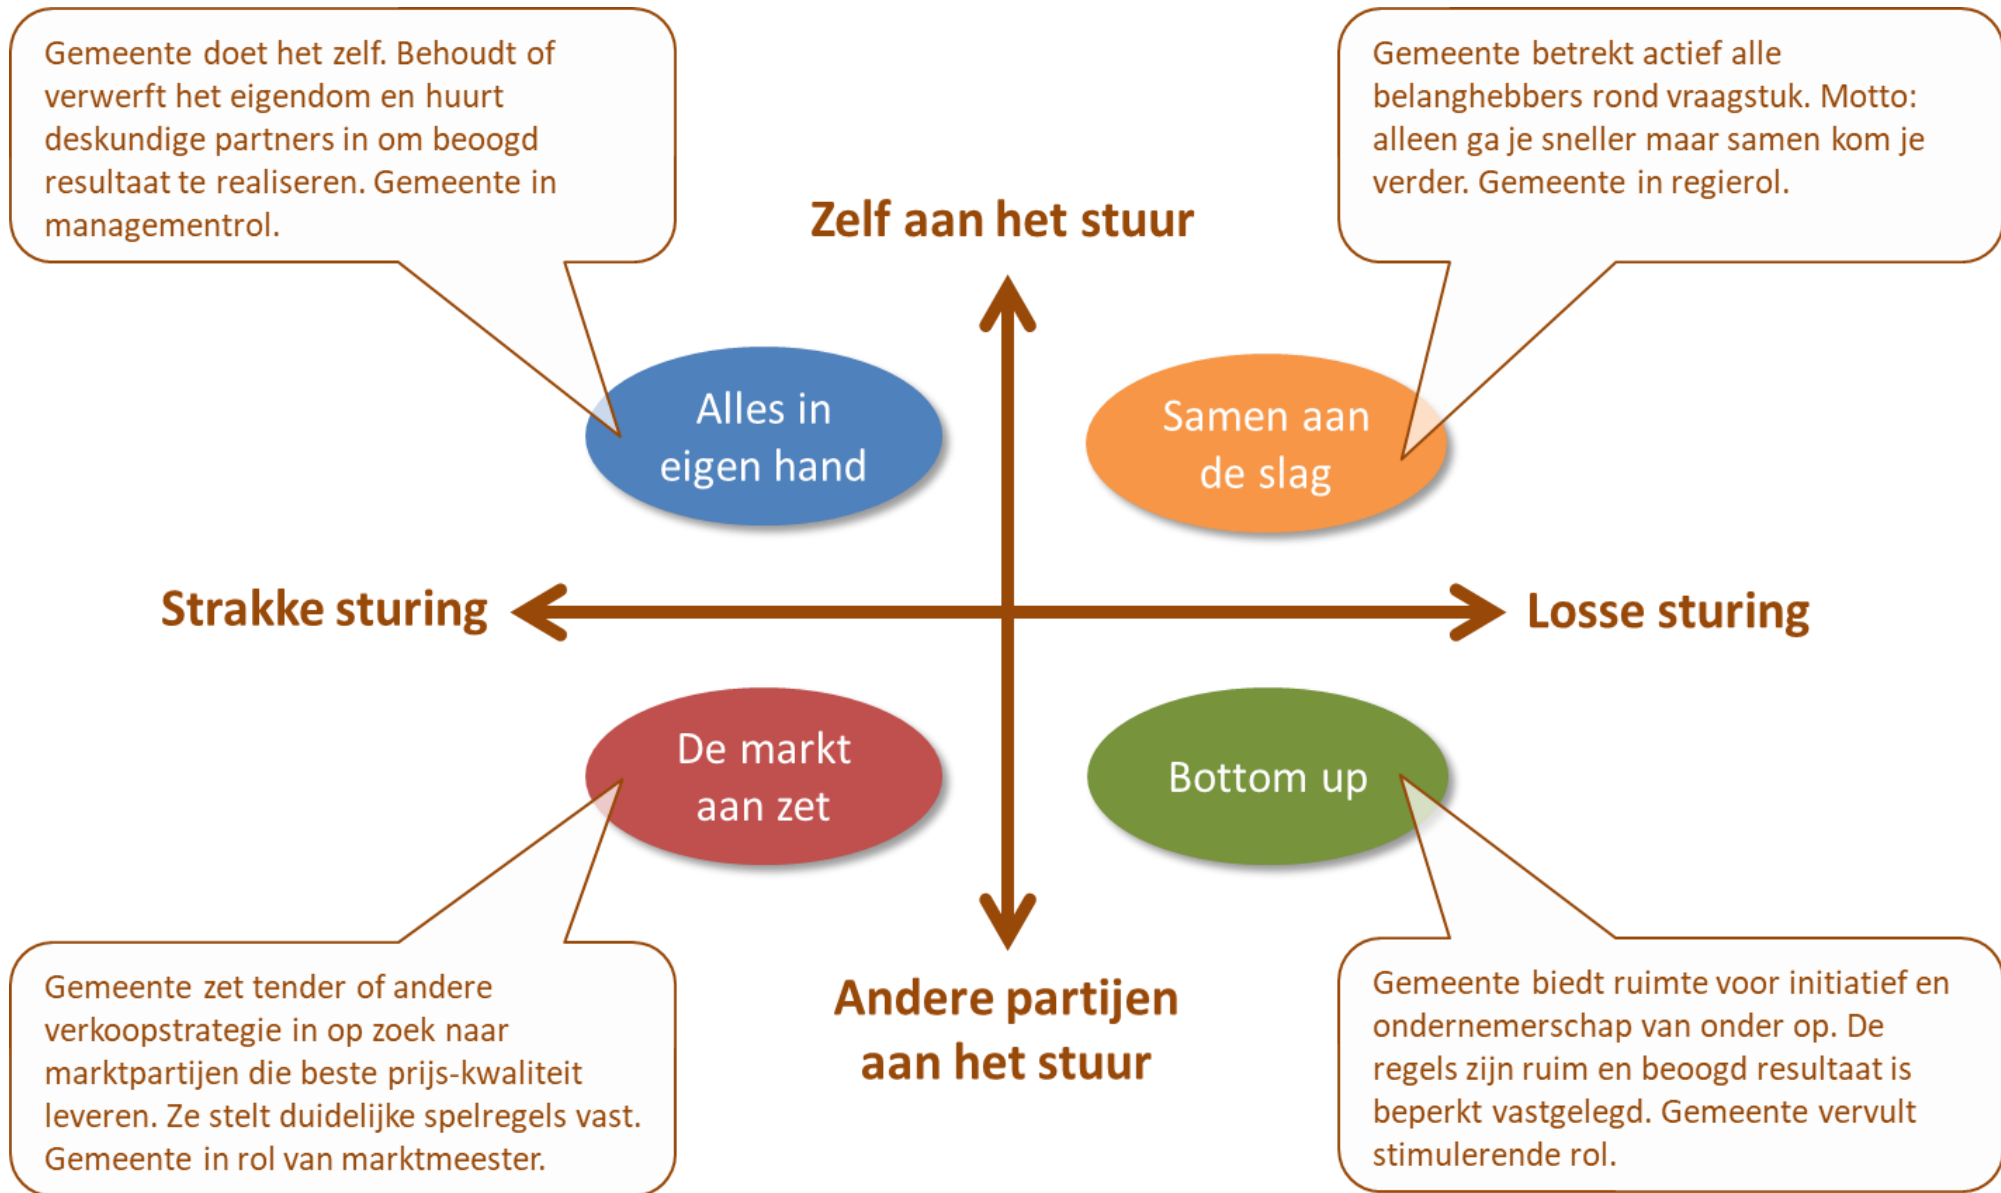 Gemeente doet het zelf. Behoudt of
verwerft het eigendom en huurt
deskundige partners in om beoogd
resultaat te realiseren. Gemeente in
managementrol.
Gemeente betrekt actief alle
belanghebbers rond vraagstuk. Motto:
alleen ga je sneller maar samen kom je
verder. Gemeente in regierol.
Zelf aan het stuur
Alles in
eigen hand
Samen aan
de slag
Strakke sturing
Losse sturing
De markt
aan zet
Bottom up
Andere partijen
aan het stuur
Gemeente zet tender of andere
verkoopstrategie in op zoek naar
marktpartijen die beste prijs-kwaliteit
leveren. Ze stelt duidelijke spelregels vast.
Gemeente in rol van marktmeester.
Gemeente biedt ruimte voor initiatief en
ondernemerschap van onder op. De
regels zijn ruim en beoogd resultaat is
beperkt vastgelegd. Gemeente vervult
stimulerende rol.